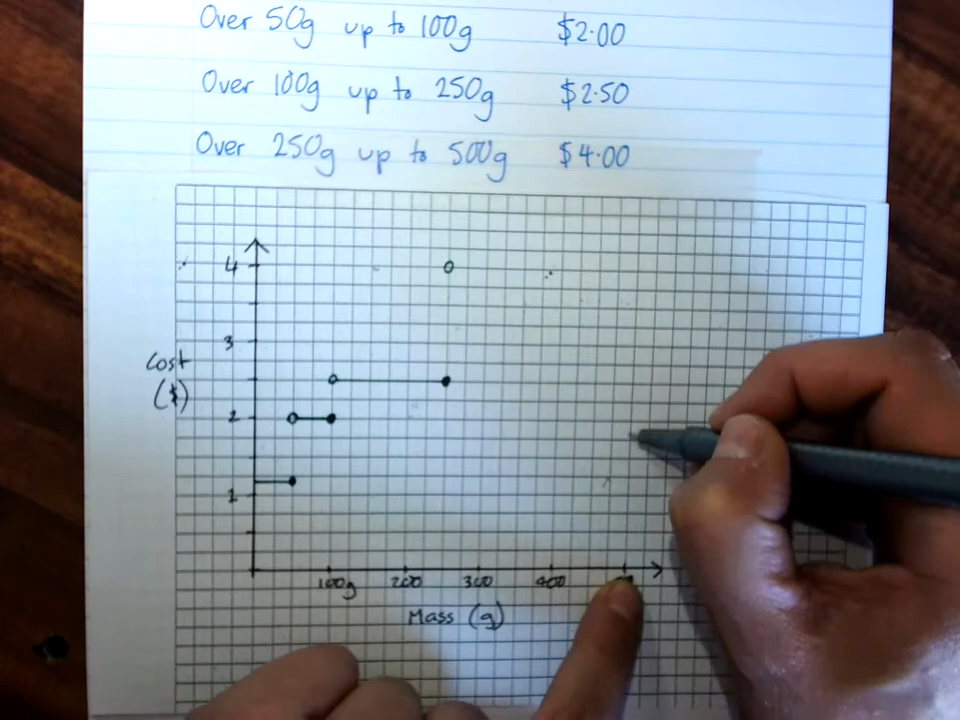 Over 50g up to 100g $2.00
Over 100g up to 250g $2.50
Over 250g up to 500g $4.00
4
3
Cost
($)
2
1
100g 200 300 400
Mass (g)